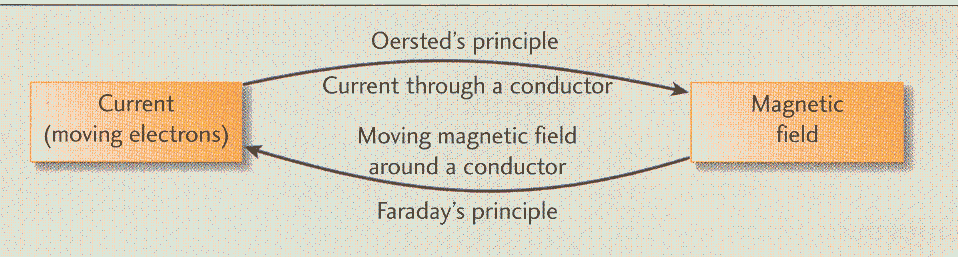 Oersted's principle
Current through a conductor
Current
(moving electrons)
Magnetic
field
Moving magnetic field
around a conductor
Faraday's principle